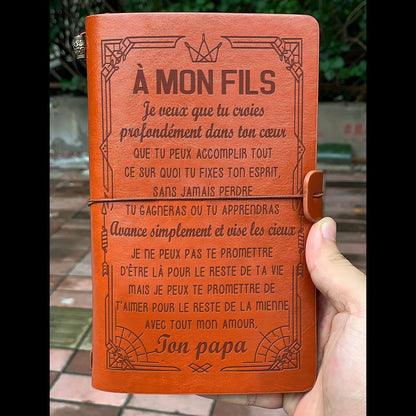 À MON FILS
Je veux que tu croies
profondément dans ton cœur
QUE TU PEUX ACCOMPLIR TOUT
CE SUR QUOI TU FIXES TON ESPRIT,
SANS JAMAIS PERDRE
TU GAGNERAS OU TU APPRENDRAS
Avance simplement et vise les cieux
JE NE PEUX PAS TE PROMETTRE
D'ÊTRE LÀ POUR LE RESTE DE TA VIE
MAIS JE PEUX TE PROMETTRE DE
T'AIMER POUR LE RESTE DE LA MIENNE
AVEC TOUT MON AMOUR,
Ton papa